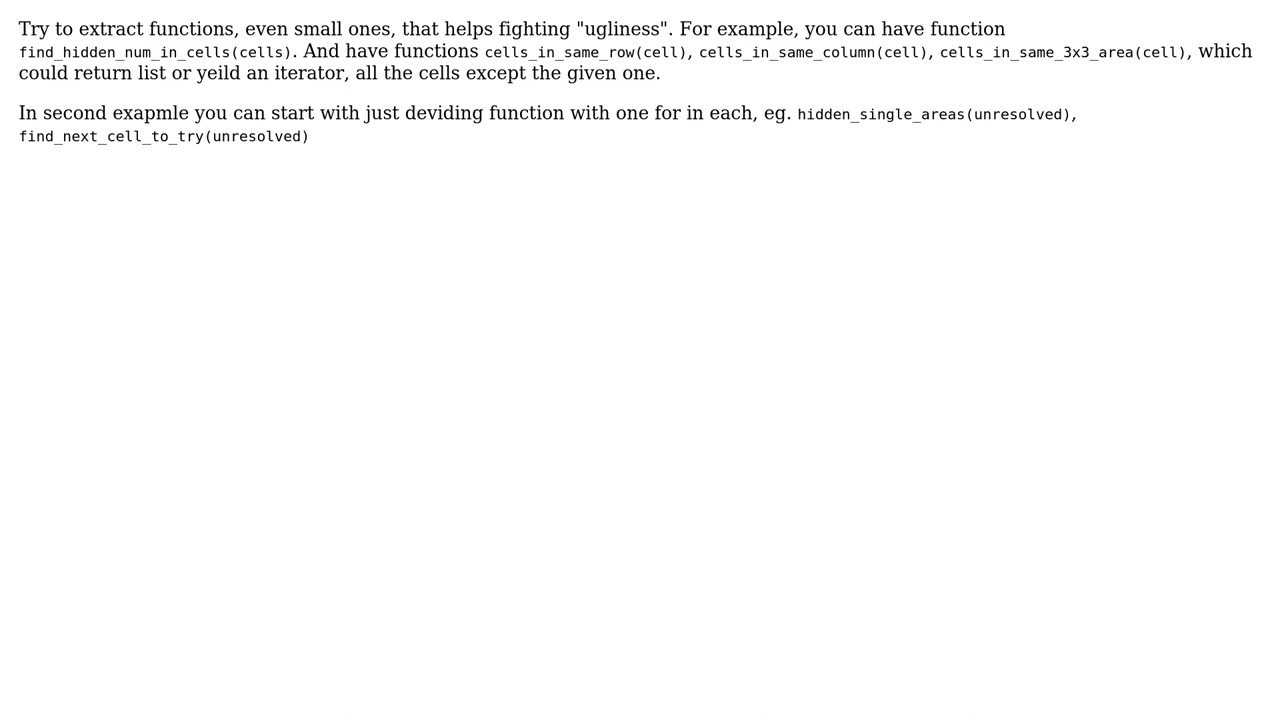 Try to extract functions, even small ones, that helps fighting "ugliness". For example, you can have function
find_hidden_num_in_cells(cells). And have functions cells_in_same_row(cell), cells_in_same_column(cell), cells_in_same_3x3_area(cell), which
could return list or yeild an iterator, all the cells except the given one.
In second exapmle you can start with just deviding function with one for in each, eg. hidden_single_areas(unresolved),
find_next_cell_to_try(unresolved)